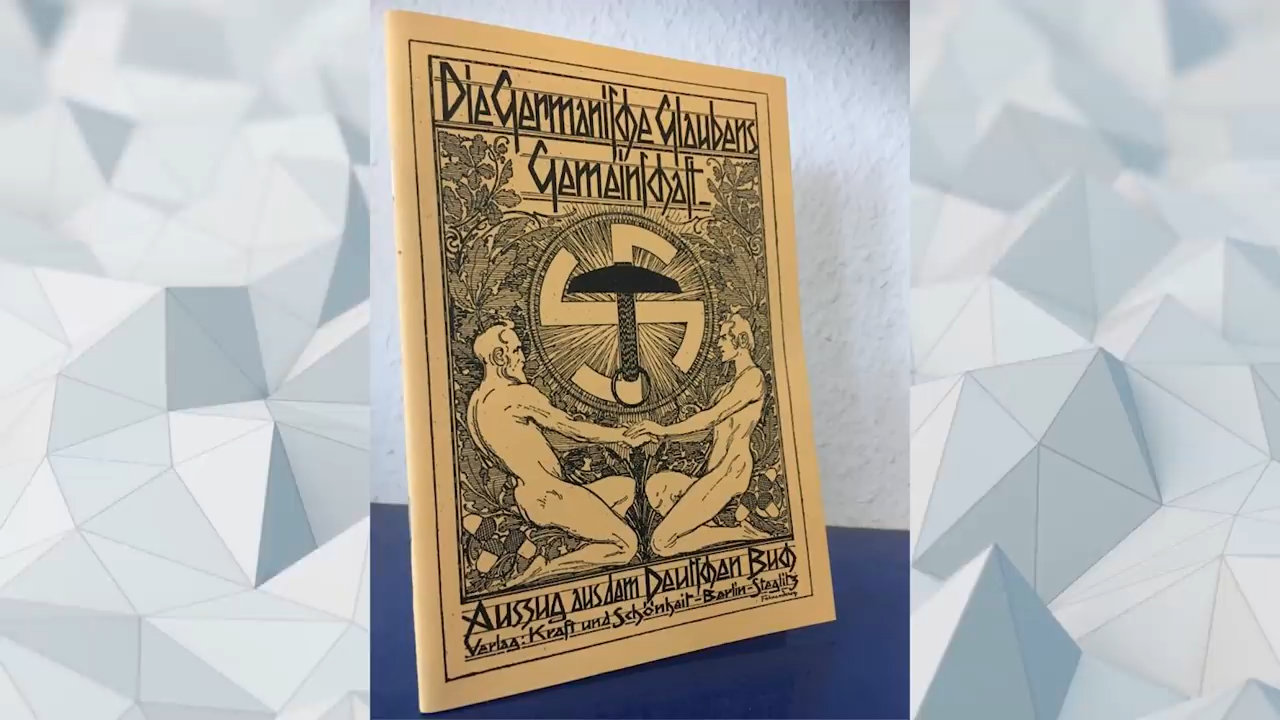 Die Germanische Glaubens
Gemeinschaft
Auszug aus dem Deutschen Buch
Verlag: Kraft und Schönheit - Berlin - Steglitz